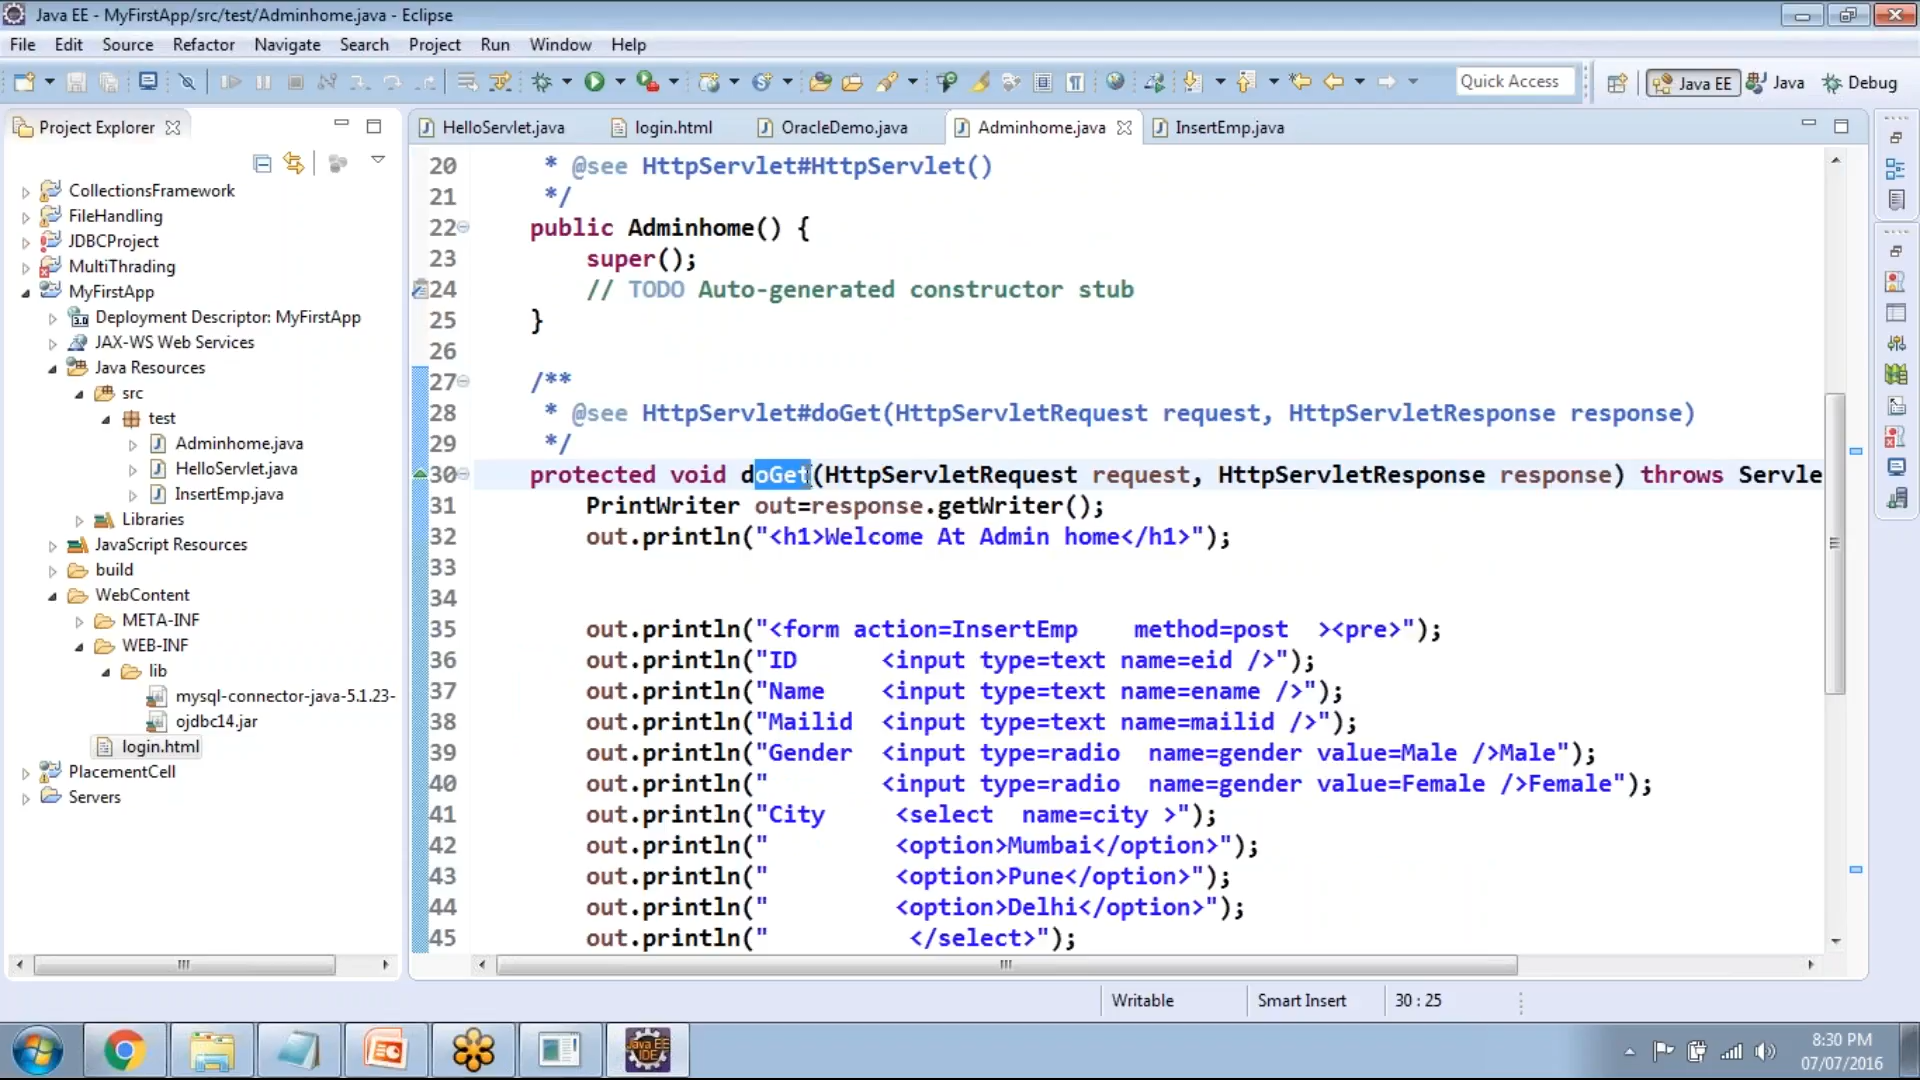 Java EE - MyFirstApp/src/test/Adminhome.java - Eclipse
File Edit Source Refactor Navigate Search Project Run Window Help
Quick Access Java EE Java Debug
Project Explorer
CollectionsFramework
FileHandling
JDBCProject
MultiThrading
MyFirstApp
Deployment Descriptor: MyFirstApp
JAX-WS Web Services
Java Resources
src
test
Adminhome.java
HelloServlet.java
InsertEmp.java
Libraries
JavaScript Resources
build
WebContent
META-INF
WEB-INF
lib
mysql-connector-java-5.1.23-
ojdbc14.jar
login.html
PlacementCell
Servers
HelloServlet.java login.html OracleDemo.java Adminhome.java InsertEmp.java
20 * @see HttpServlet#HttpServlet()
21 */
22 public Adminhome() {
23 super();
24 // TODO Auto-generated constructor stub
25 }
26
27 /**
28 * @see HttpServlet#doGet(HttpServletRequest request, HttpServletResponse response)
29 */
30 protected void doGet(HttpServletRequest request, HttpServletResponse response) throws Servle
31 PrintWriter out=response.getWriter();
32 out.println("<h1>Welcome At Admin home</h1>");
33
34
35 out.println("<form action=InsertEmp    method=post  ><pre>");
36 out.println("ID      <input type=text name=eid />");
37 out.println("Name    <input type=text name=ename />");
38 out.println("Mailid  <input type=text name=mailid />");
39 out.println("Gender  <input type=radio  name=gender value=Male />Male");
40 out.println("        <input type=radio  name=gender value=Female />Female");
41 out.println("City     <select  name=city >");
42 out.println("         <option>Mumbai</option>");
43 out.println("         <option>Pune</option>");
44 out.println("         <option>Delhi</option>");
45 out.println("          </select>");
Writable Smart Insert 30 : 25
Java EE
IDE
8:30 PM
07/07/2016